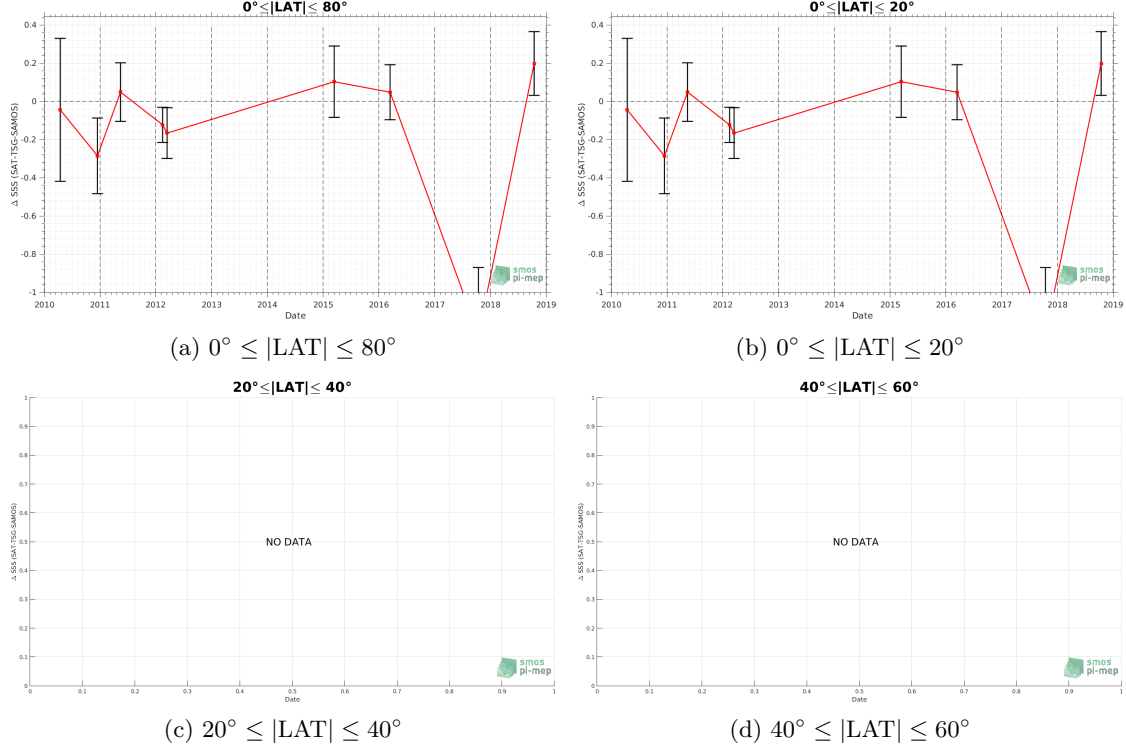 0°≤|LAT|≤ 80°
0.4
0.2
0
-0.2
-0.4
-0.6
-0.8
-1
Δ SSS (SAT-TSG-SAMOS)
2010 2011 2012 2013 2014 2015 2016 2017 2018 2019
Date
smos
pi-mep
(a) 0° ≤ |LAT| ≤ 80°
0°≤|LAT|≤ 20°
0.4
0.2
0
-0.2
-0.4
-0.6
-0.8
-1
Δ SSS (SAT-TSG-SAMOS)
2010 2011 2012 2013 2014 2015 2016 2017 2018 2019
Date
smos
pi-mep
(b) 0° ≤ |LAT| ≤ 20°
20°≤|LAT|≤ 40°
1
0.9
0.8
0.7
0.6
0.5
0.4
0.3
0.2
0.1
0
Δ SSS (SAT-TSG-SAMOS)
NO DATA
0 0.1 0.2 0.3 0.4 0.5 0.6 0.7 0.8 0.9 1
Date
smos
pi-mep
(c) 20° ≤ |LAT| ≤ 40°
40°≤|LAT|≤ 60°
1
0.9
0.8
0.7
0.6
0.5
0.4
0.3
0.2
0.1
0
Δ SSS (SAT-TSG-SAMOS)
NO DATA
0 0.1 0.2 0.3 0.4 0.5 0.6 0.7 0.8 0.9 1
Date
smos
pi-mep
(d) 40° ≤ |LAT| ≤ 60°